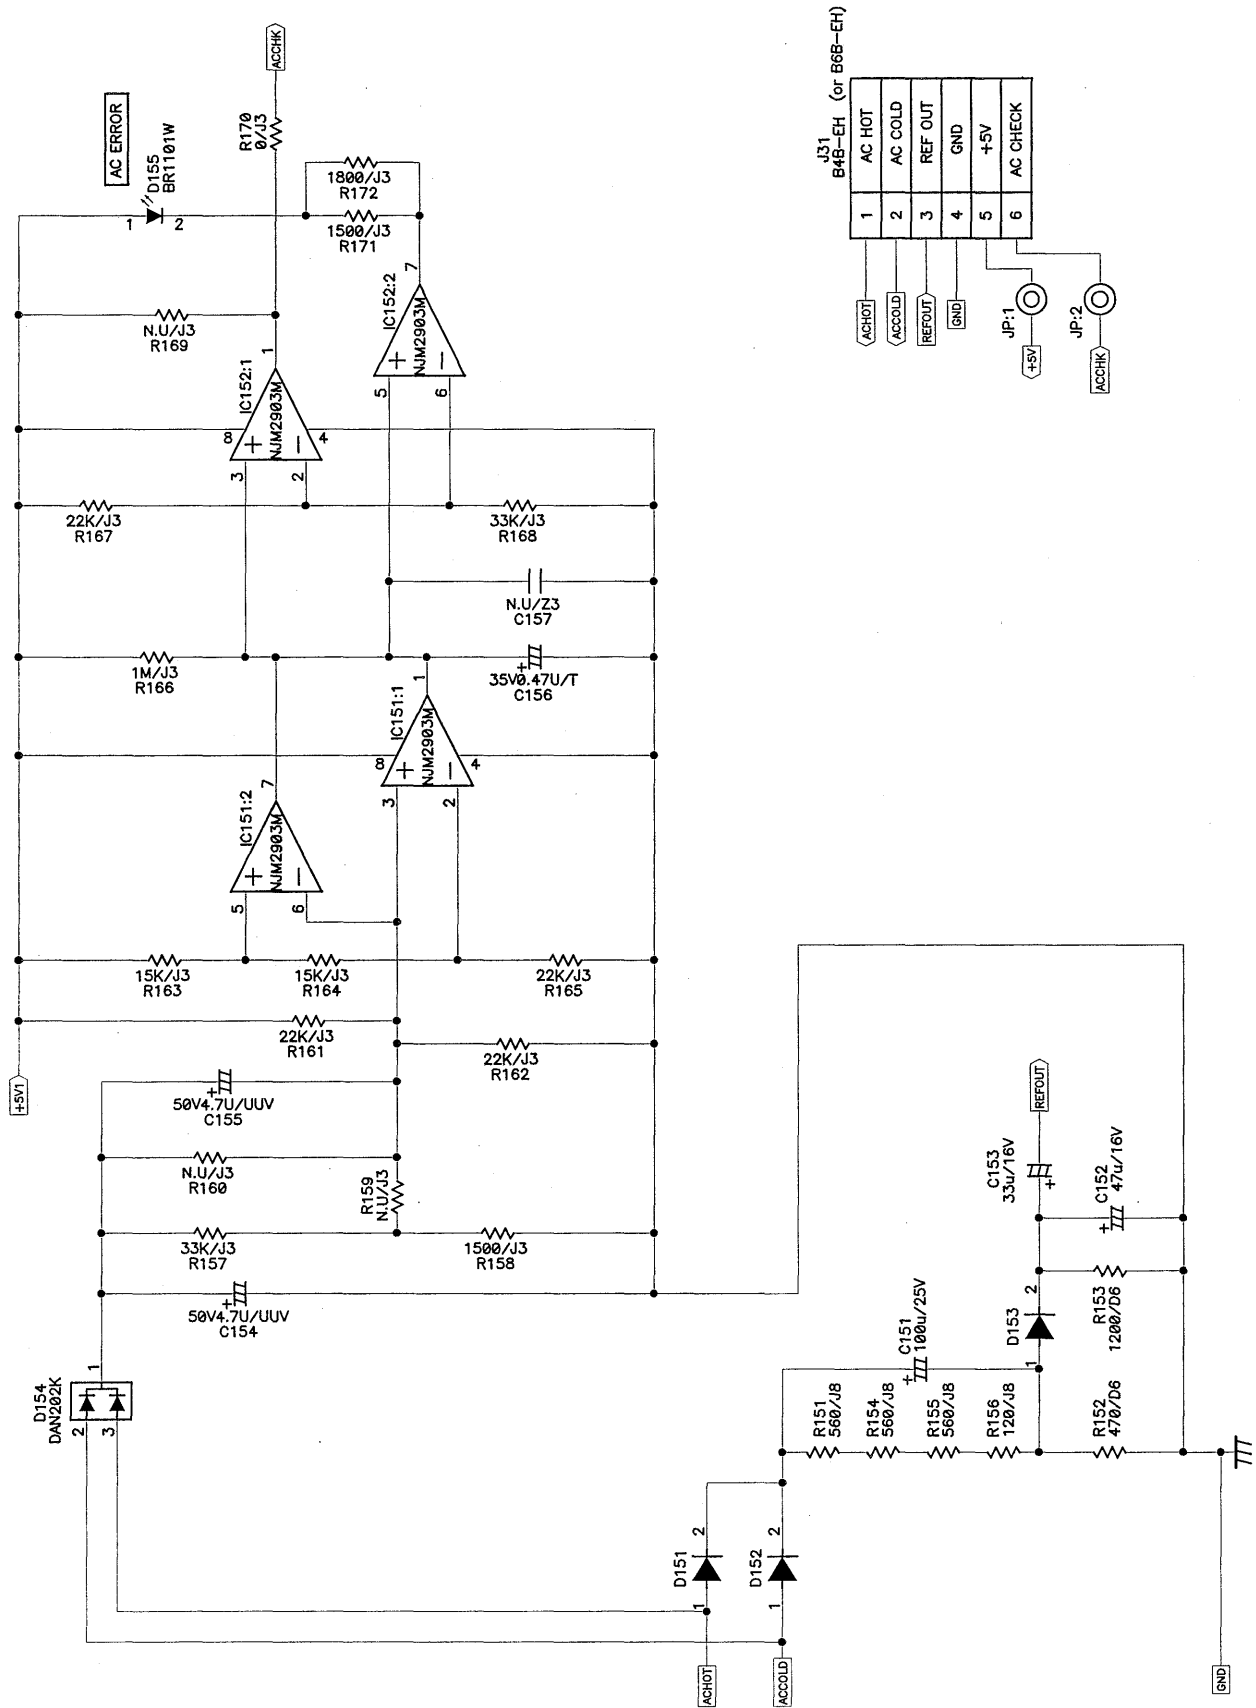 AC ERROR
D155
BR1101W
1
2
R170
0/J3
ACCHK
1800/J3
R172
1500/J3
R171
N.U/J3
R169
1
IC152:1
NJM2903M
8
4
3
2
+
−
IC152:2
NJM2903M
7
5
6
+
−
22K/J3
R167
33K/J3
R168
N.U/Z3
C157
1M/J3
R166
+
35V0.47U/T
C156
IC151:1
NJM2903M
1
8
4
3
2
+
−
IC151:2
NJM2903M
7
5
6
+
−
15K/J3
R163
15K/J3
R164
22K/J3
R165
22K/J3
R161
22K/J3
R162
+5V1
+
50V4.7U/UUV
C155
N.U/J3
R160
R159
N.U/J3
33K/J3
R157
1500/J3
R158
+
50V4.7U/UUV
C154
1
D154
DAN202K
2
3
J31
B4B-EH (or B6B-EH)
1 AC HOT
2 AC COLD
3 REF OUT
4 GND
5 +5V
6 AC CHECK
ACHOT
ACCOLD
REFOUT
GND
JP:1
+5V
JP:2
ACCHK
REFOUT
C153
33u/16V
+
C152
47u/16V
+
R153
1200/D6
D153
2
1
C151
100u/25V
+
R151
560/J8
R154
560/J8
R155
560/J8
R156
120/J8
R152
470/D6
D151
2
1
D152
2
1
ACHOT
ACCOLD
GND